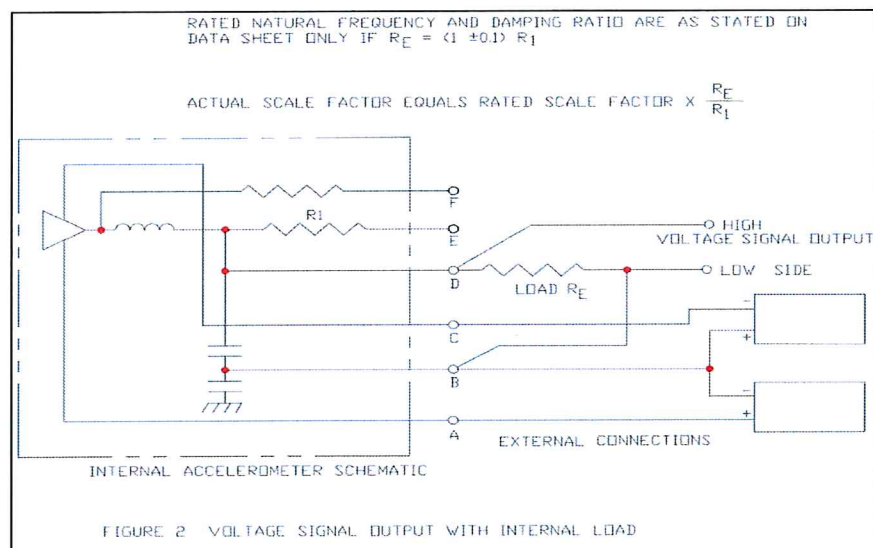 RATED NATURAL FREQUENCY AND DAMPING RATIO ARE AS STATED ON
DATA SHEET ONLY IF RE = (1 ±0.1) R1
ACTUAL SCALE FACTOR EQUALS RATED SCALE FACTOR X RE
R1
F
R1
E
HIGH
VOLTAGE SIGNAL OUTPUT
D
LOAD RE
LOW SIDE
C
-
+
B
-
+
A
EXTERNAL CONNECTIONS
INTERNAL ACCELEROMETER SCHEMATIC
FIGURE 2 VOLTAGE SIGNAL OUTPUT WITH INTERNAL LOAD